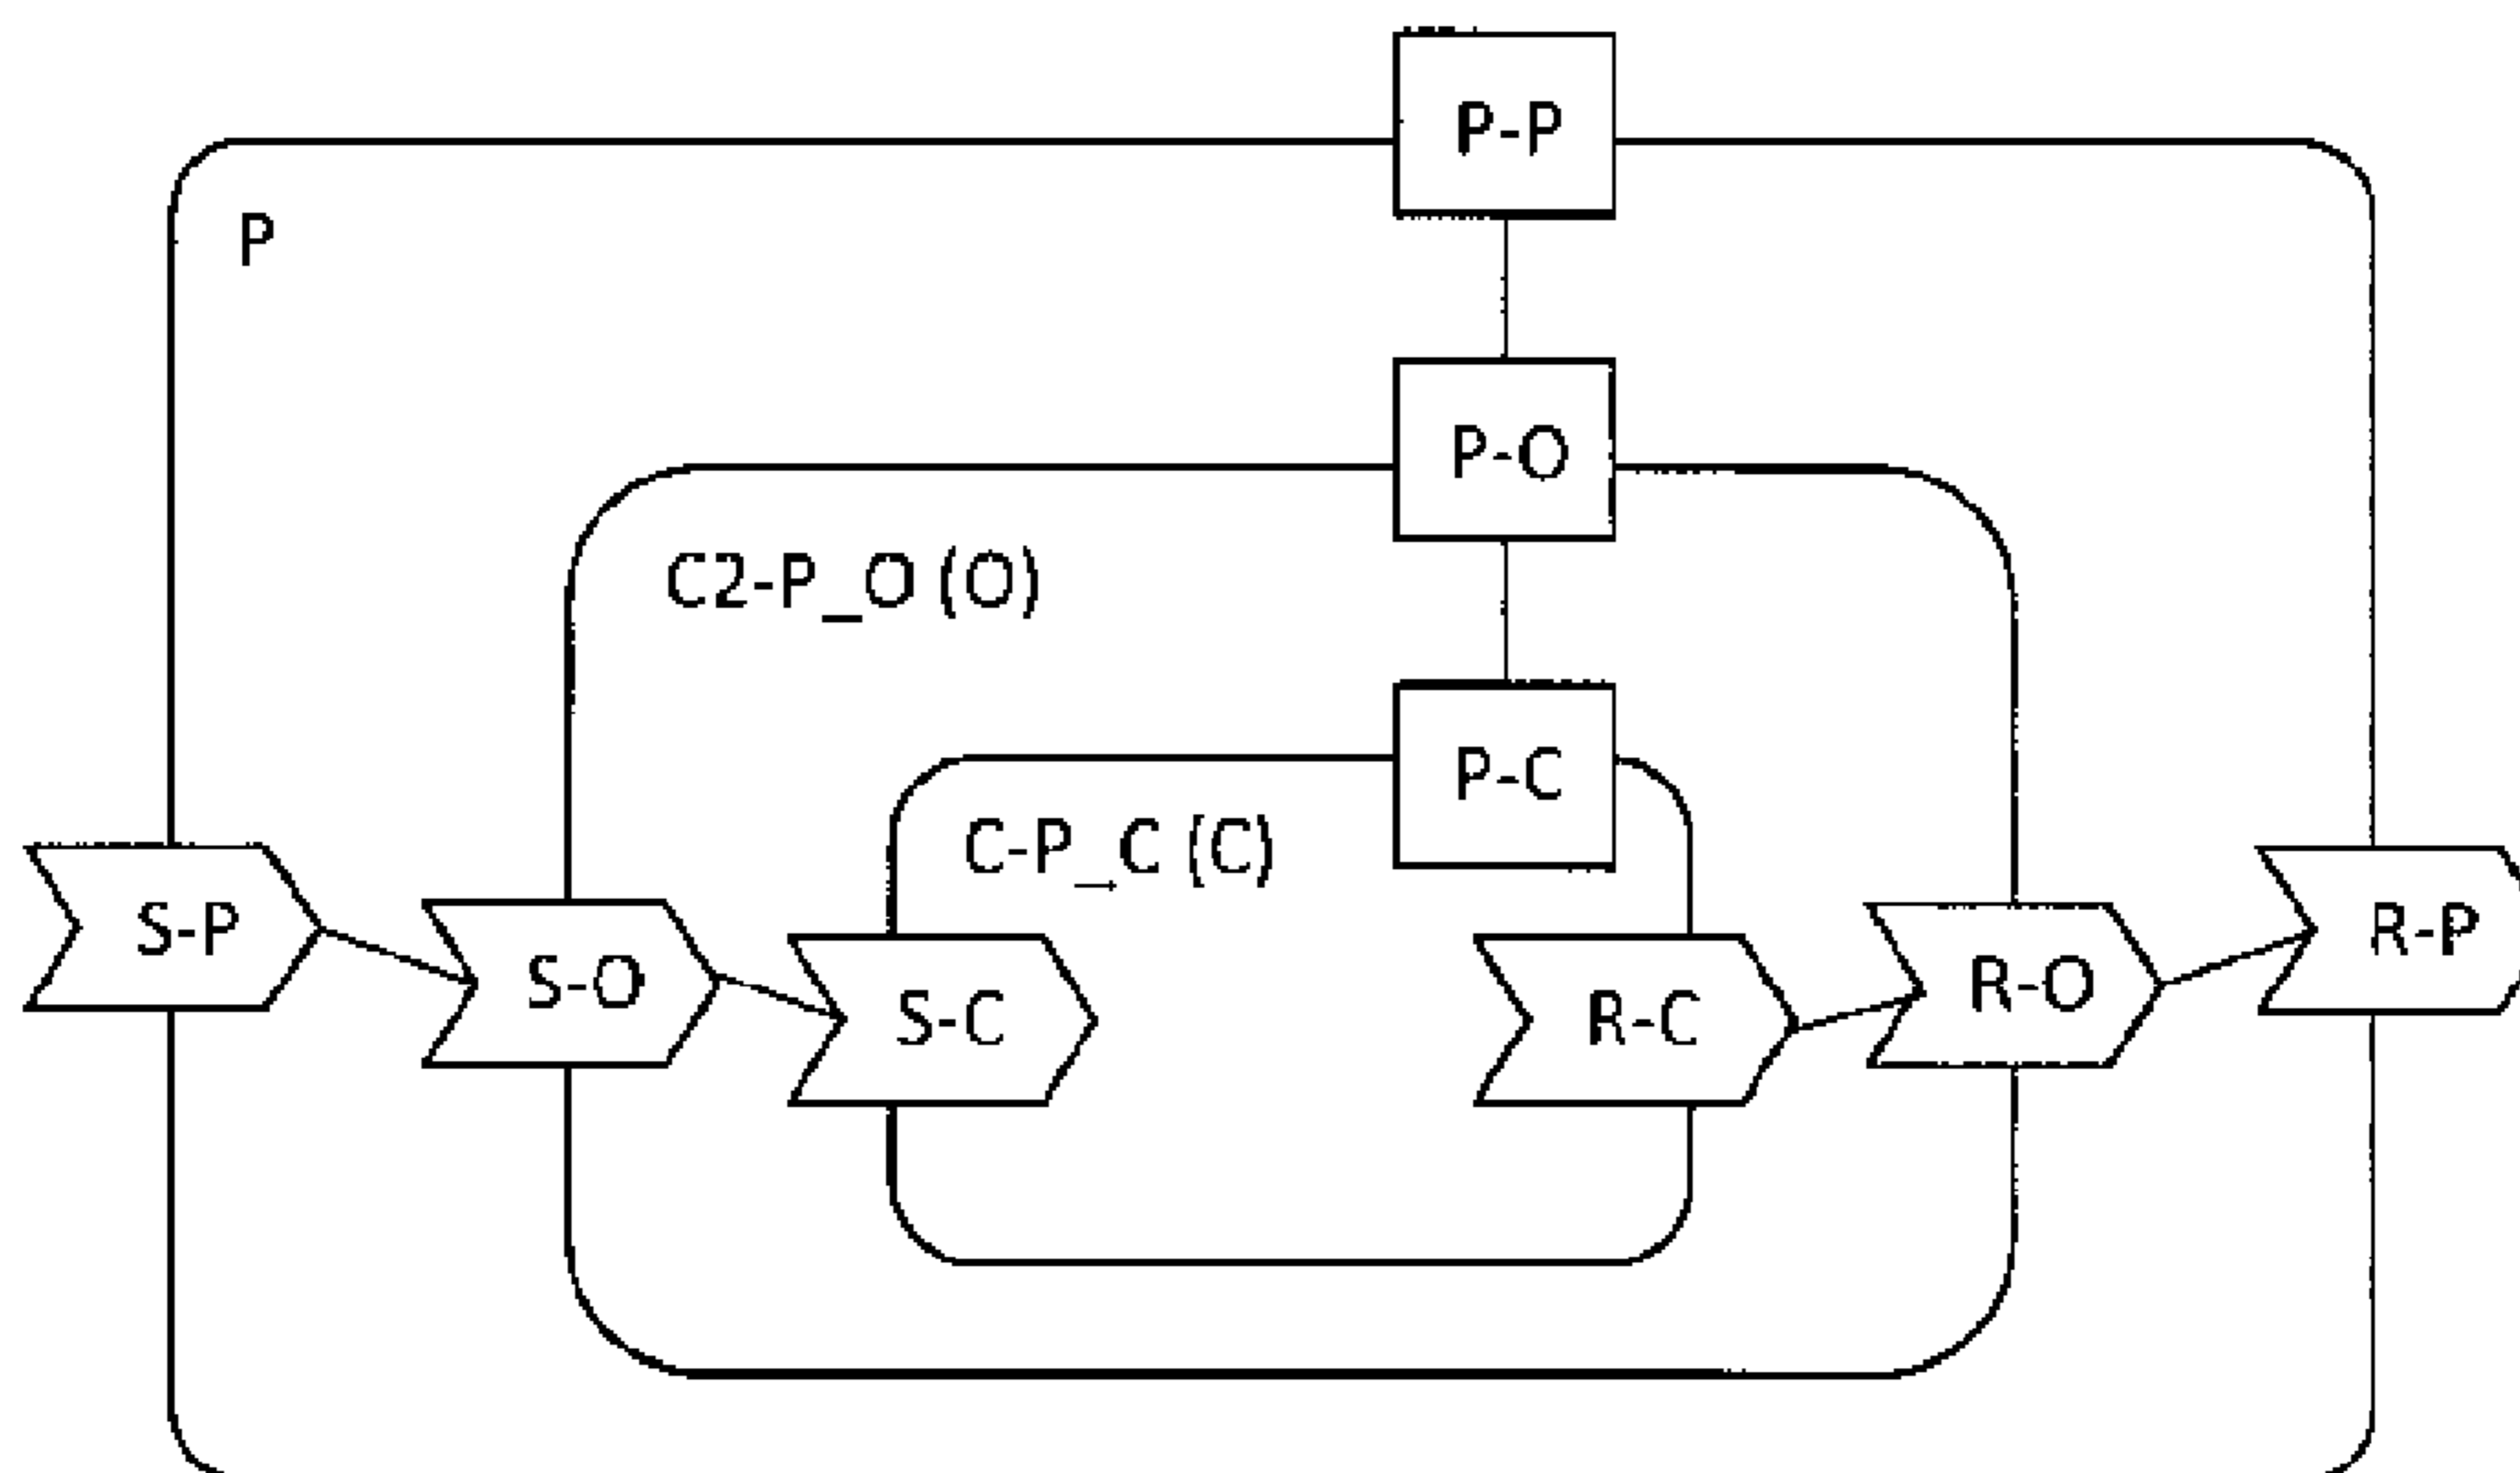 P-P
P
P-O
C2-P_O (O)
P-C
C-P_C (C)
S-P
S-O
S-C
R-C
R-O
R-P